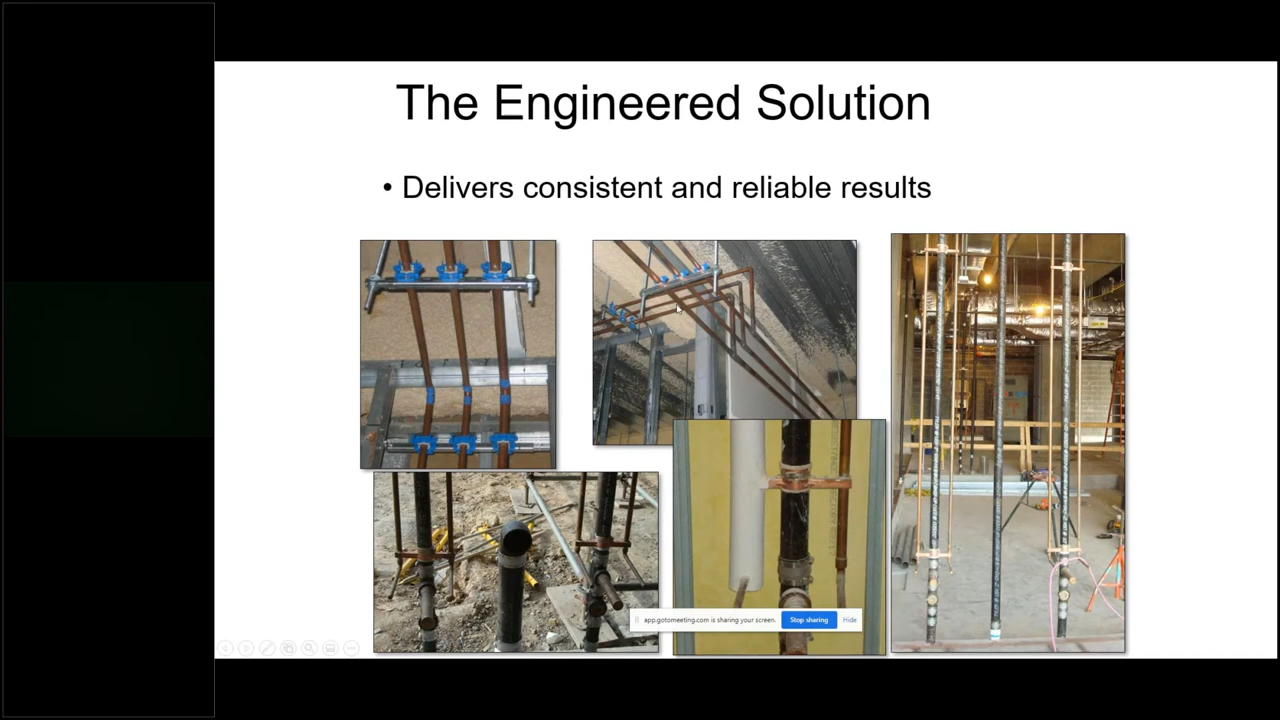 The Engineered Solution
• Delivers consistent and reliable results
app.gotomeeting.com is sharing your screen.
Stop sharing
Hide